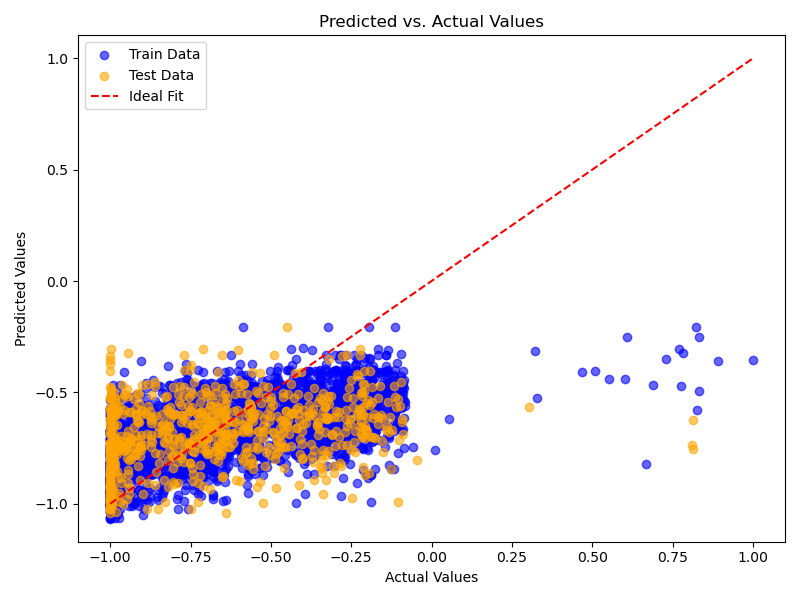 Predicted vs. Actual Values
Train Data
Test Data
Ideal Fit
1.0
0.5
0.0
−0.5
−1.0
Predicted Values
−1.00
−0.75
−0.50
−0.25
0.00
0.25
0.50
0.75
1.00
Actual Values